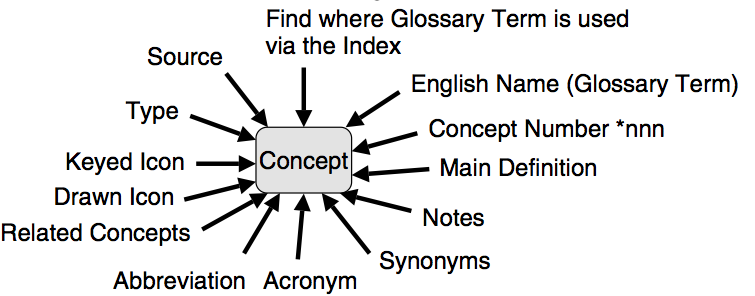 Find where Glossary Term is used
via the Index
Source
English Name (Glossary Term)
Type
Concept Number *nnn
Keyed Icon
Concept
Main Definition
Drawn Icon
Notes
Related Concepts
Synonyms
Abbreviation
Acronym